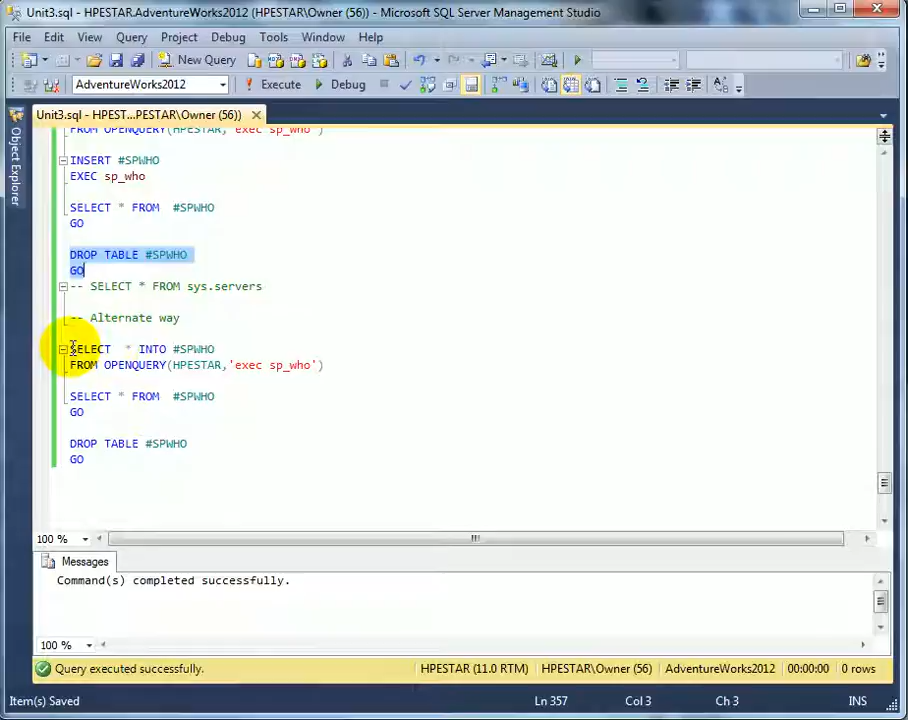 Unit3.sql - HPESTAR.AdventureWorks2012 (HPESTAR\Owner (56)) - Microsoft SQL Server Management Studio
File Edit View Query Project Debug Tools Window Help
New Query
AdventureWorks2012 Execute Debug
Unit3.sql - HPEST...PESTAR\Owner (56))
Object Explorer
FROM OPENQUERY(HPESTAR,'exec sp_who')
INSERT #SPWHO
EXEC sp_who
SELECT * FROM #SPWHO
GO
DROP TABLE #SPWHO
GO
-- SELECT * FROM sys.servers
-- Alternate way
SELECT * INTO #SPWHO
FROM OPENQUERY(HPESTAR,'exec sp_who')
SELECT * FROM #SPWHO
GO
DROP TABLE #SPWHO
GO
100 %
Messages
Command(s) completed successfully.
100 %
Query executed successfully. HPESTAR (11.0 RTM) HPESTAR\Owner (56) AdventureWorks2012 00:00:00 0 rows
Item(s) Saved Ln 357 Col 3 Ch 3 INS